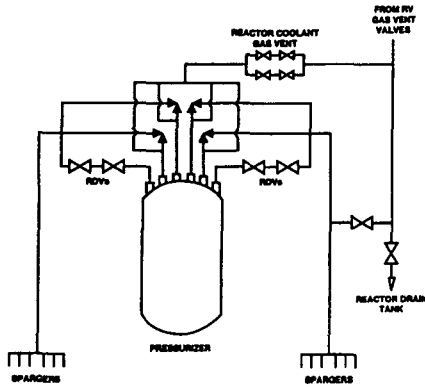 FROM RV
GAS VENT
VALVES
REACTOR COOLANT
GAS VENT
RDVs
RDVs
REACTOR DRAIN
TANK
PRESSURIZER
SPARGERS
SPARGERS